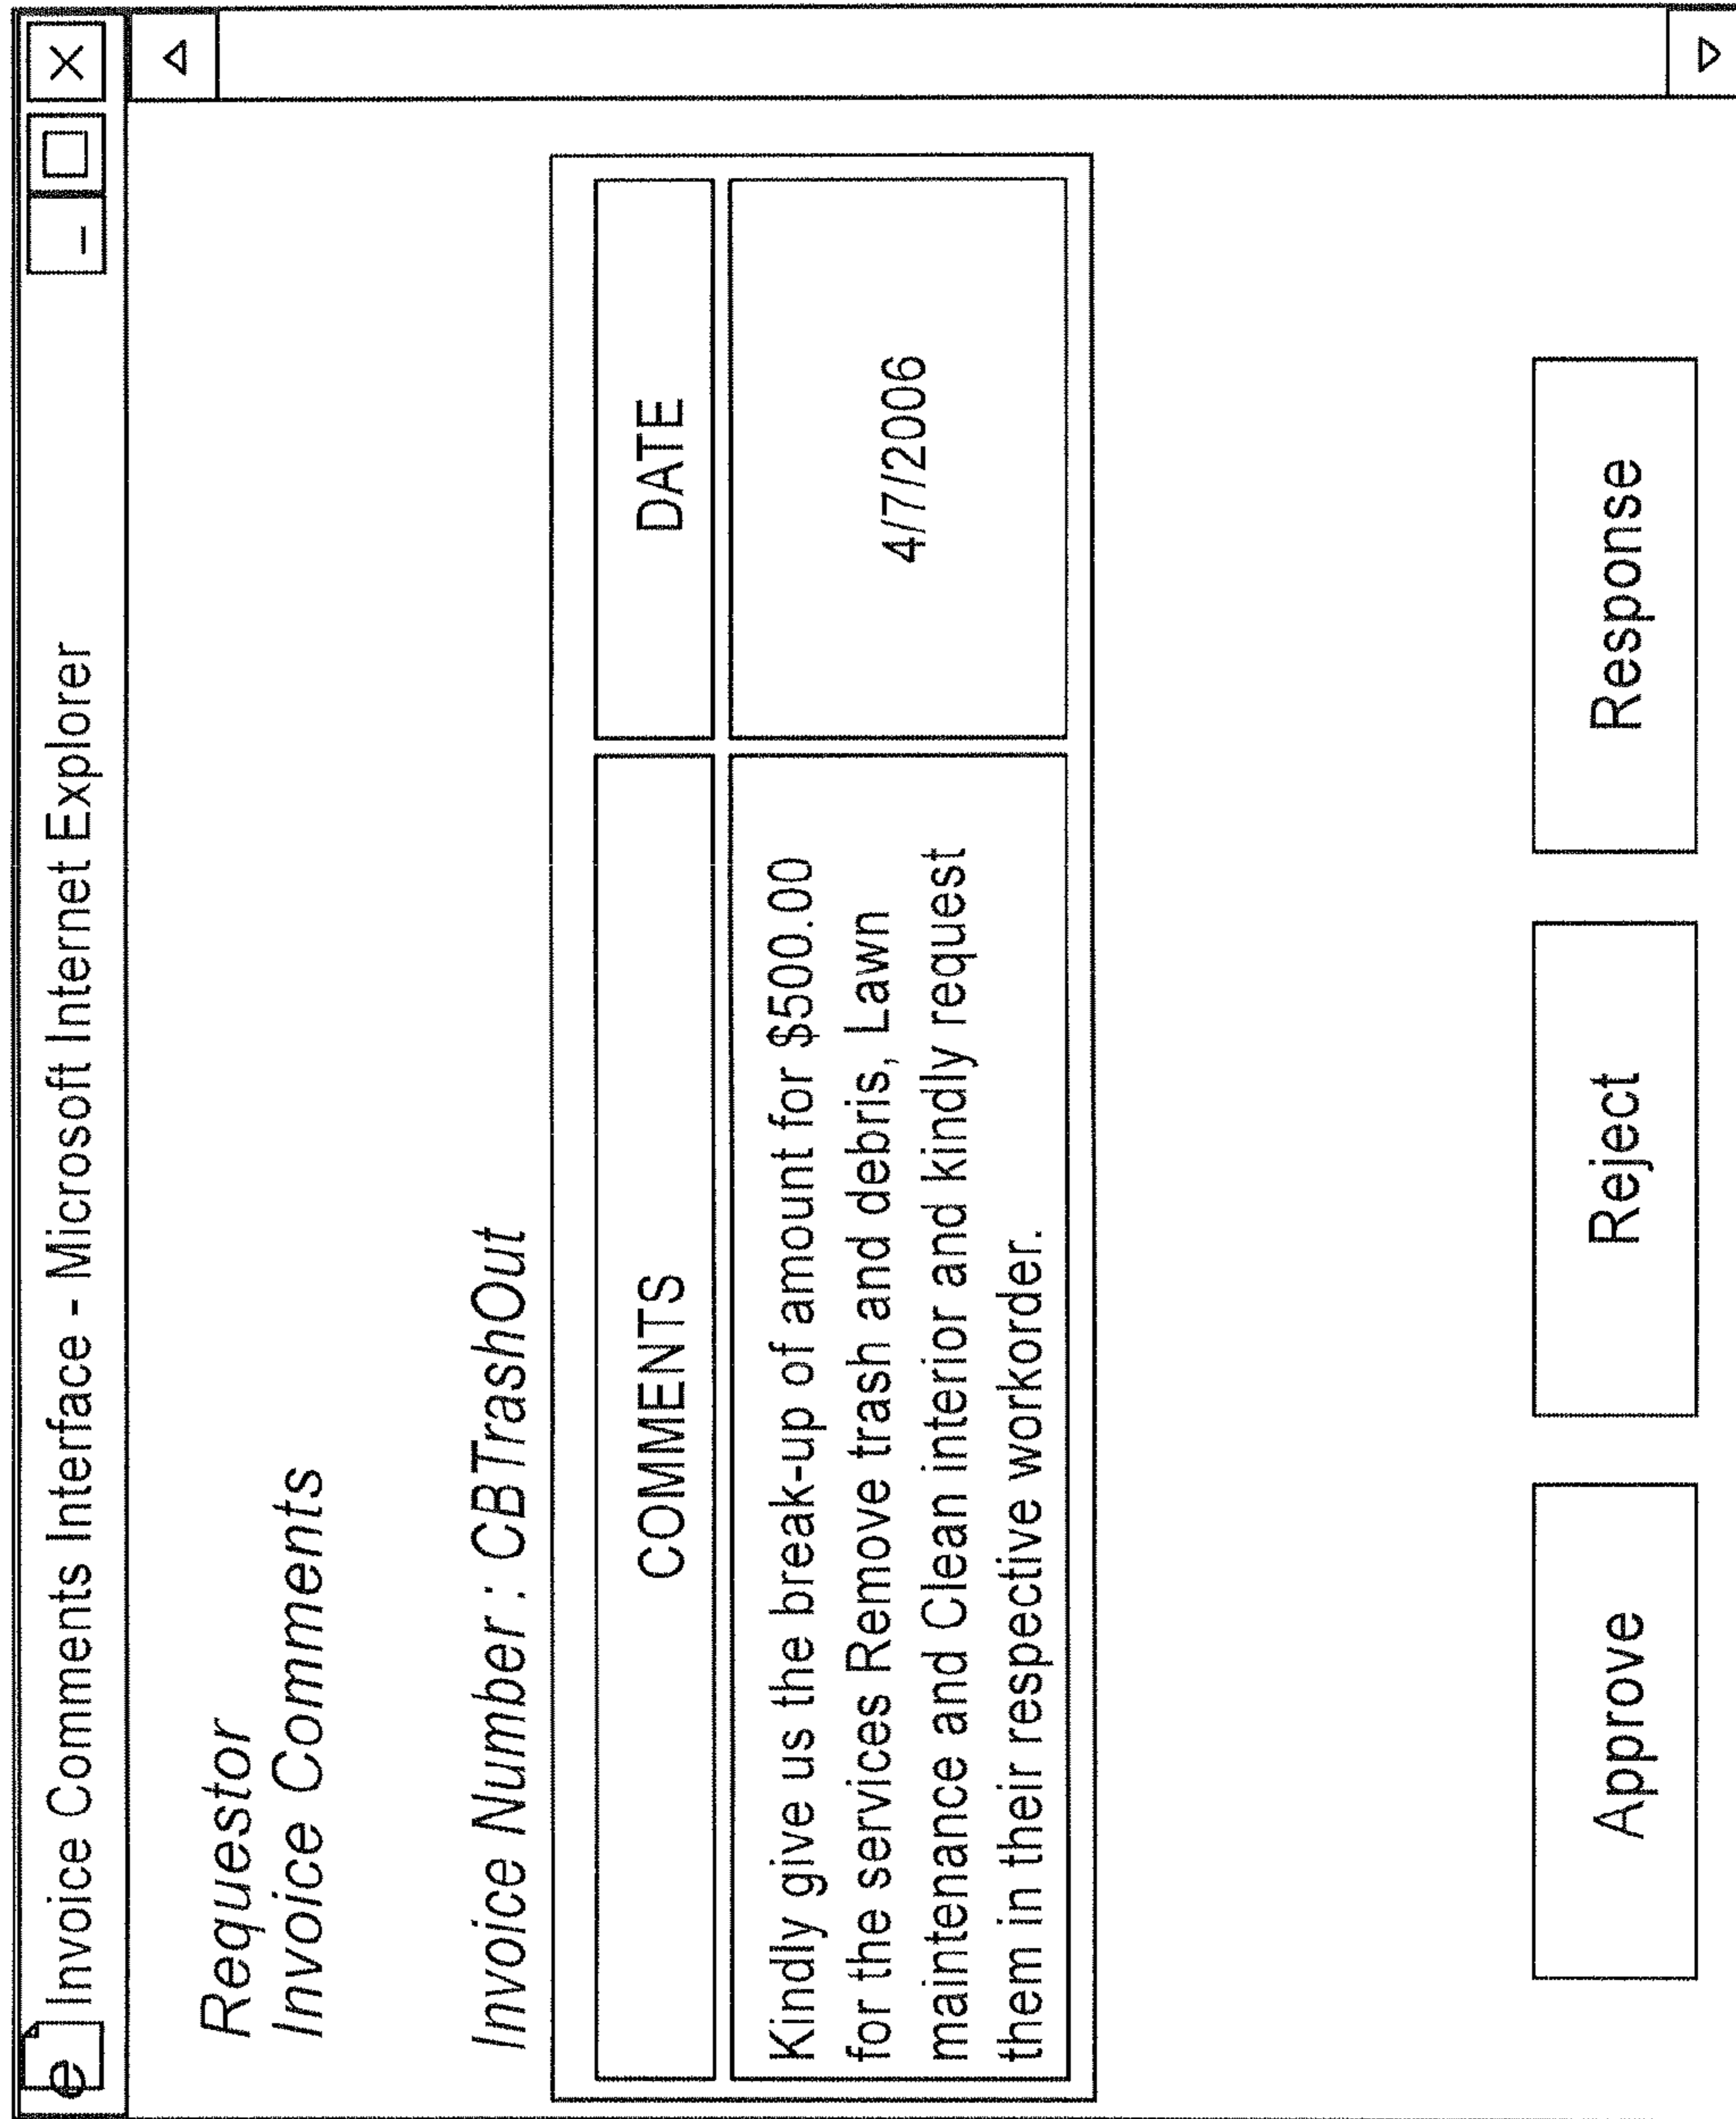 Invoice Comments Interface - Microsoft Internet Explorer
Requestor
Invoice Comments
Invoice Number : CBTrashOut
COMMENTS DATE
Kindly give us the break-up of amount for $500.00
for the services Remove trash and debris, Lawn
maintenance and Clean interior and kindly request
them in their respective workorder.
4/7/2006
Approve Reject Response